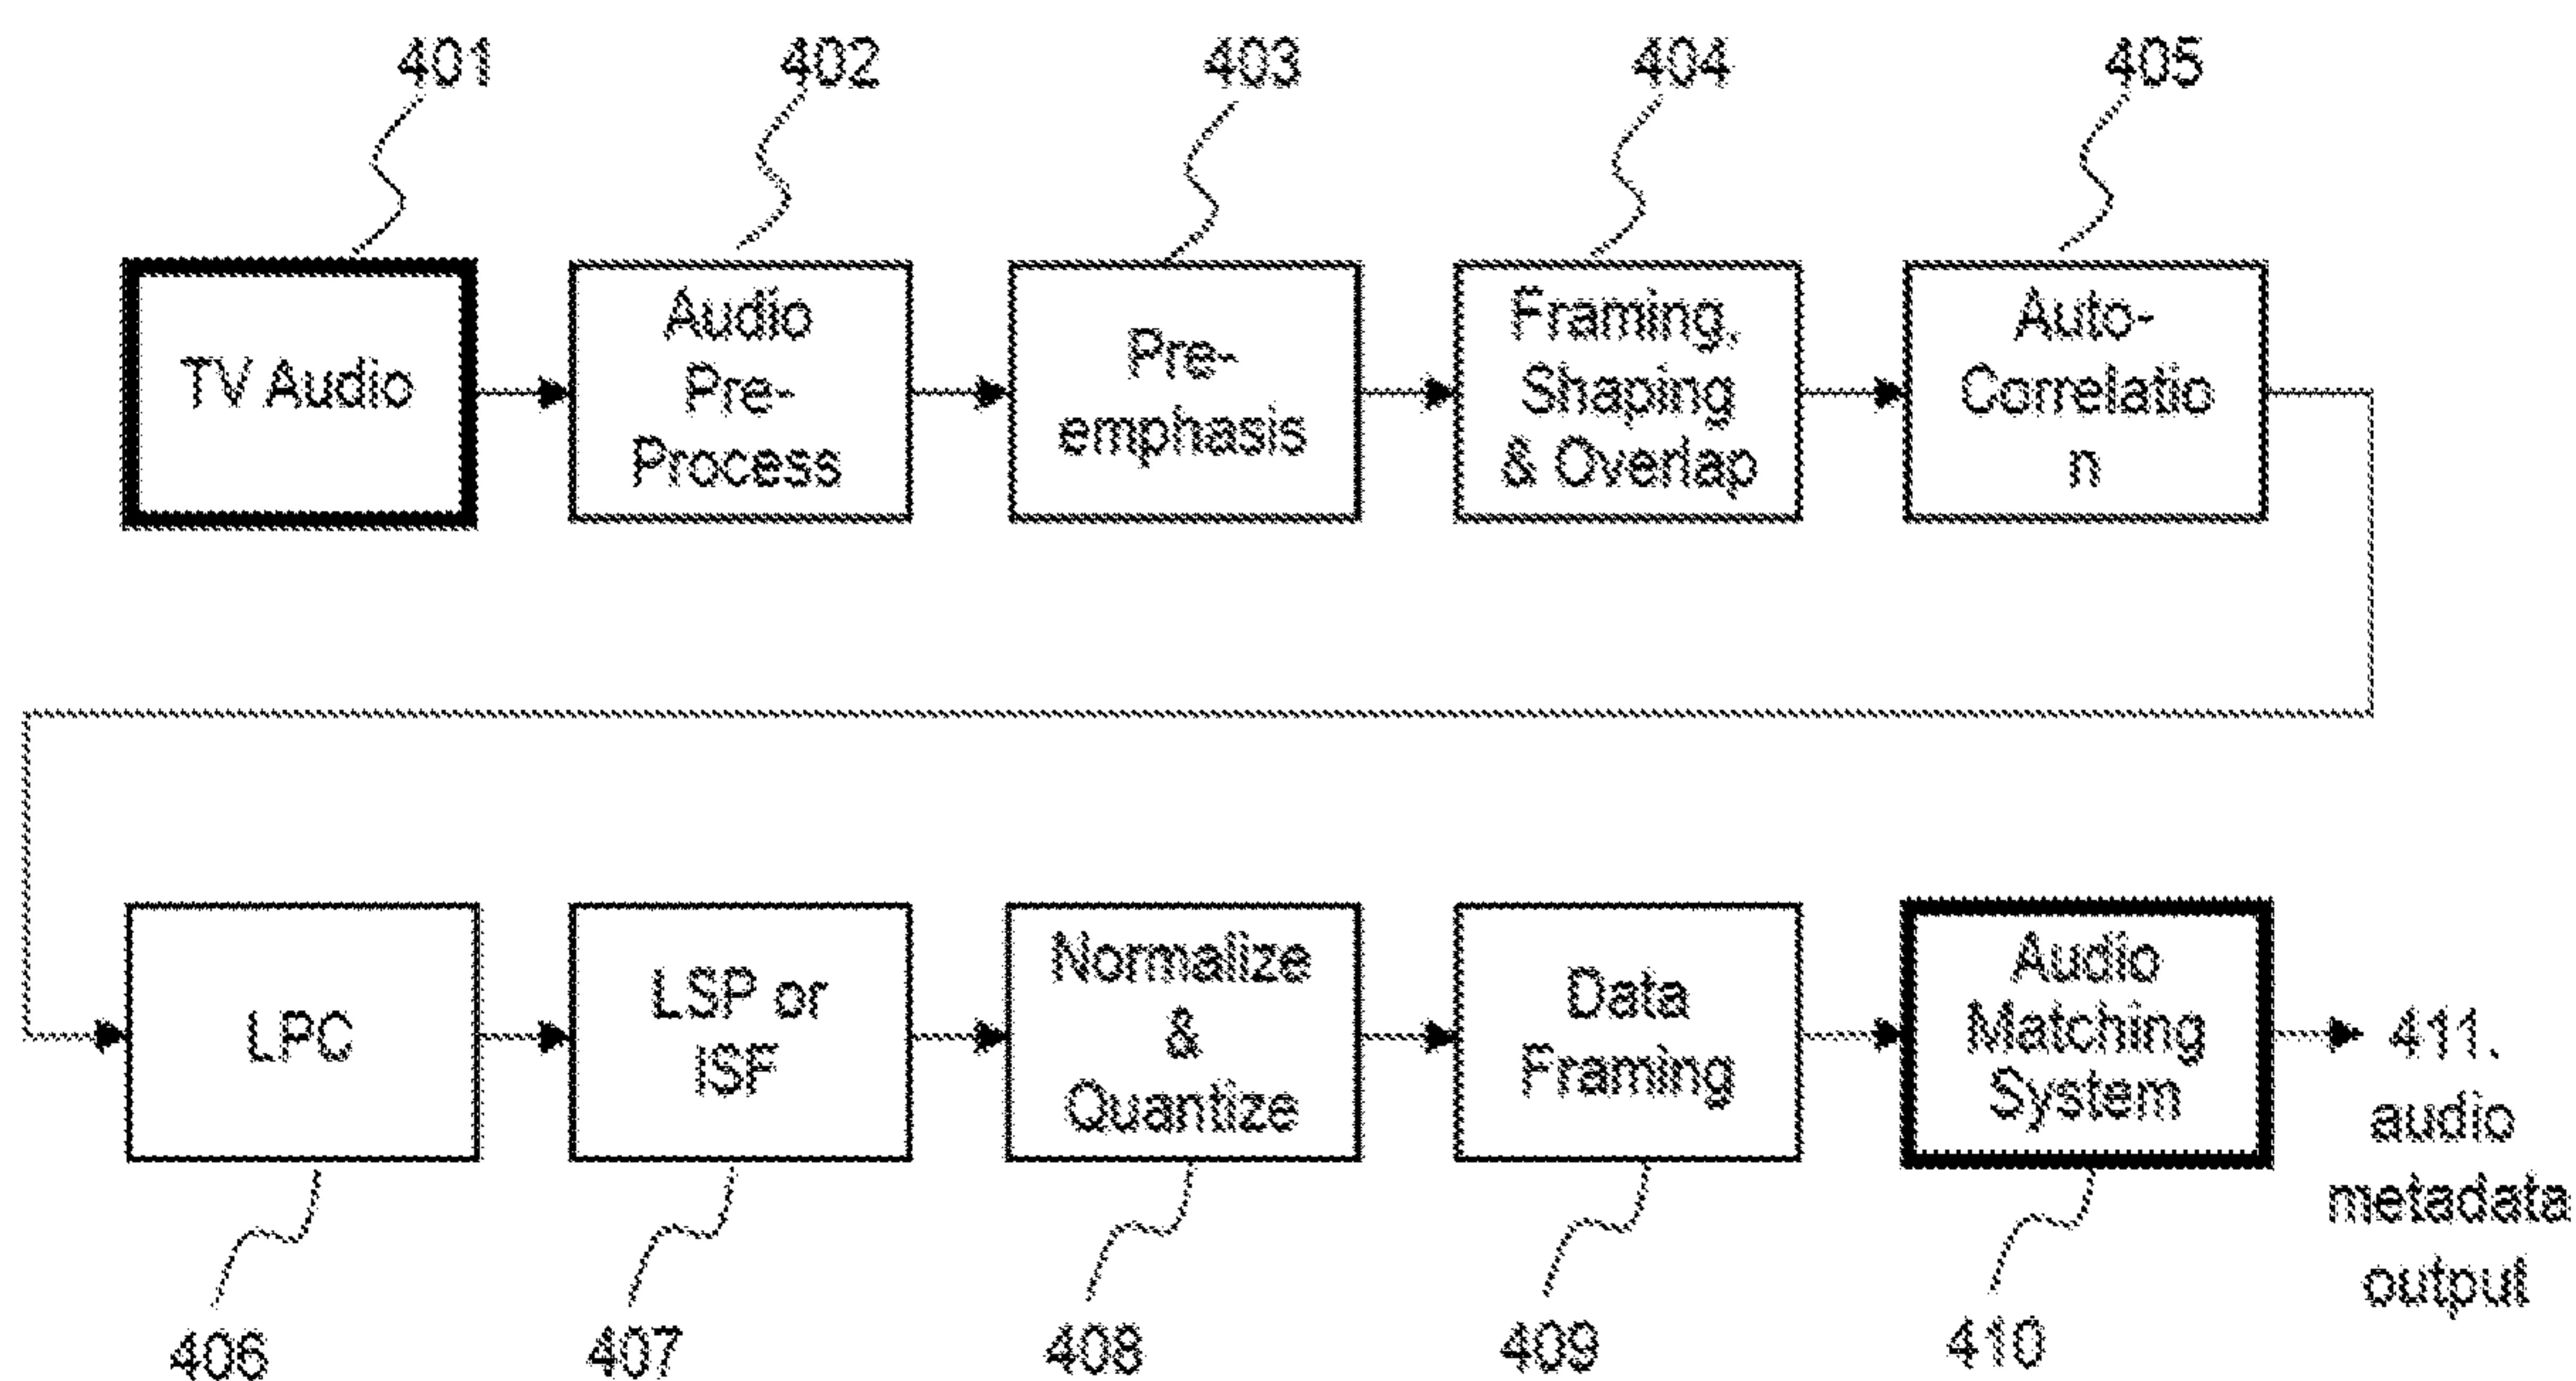 401
402
403
404
405
TV Audio
Audio
Pre-
Process
Pre-
emphasis
Framing,
Shaping
& Overlap
Auto-
Correlatio
n
LPC
LSP or
ISF
Normalize
&
Quantize
Data
Framing
Audio
Matching
System
411.
audio
metadata
output
406
407
408
409
410